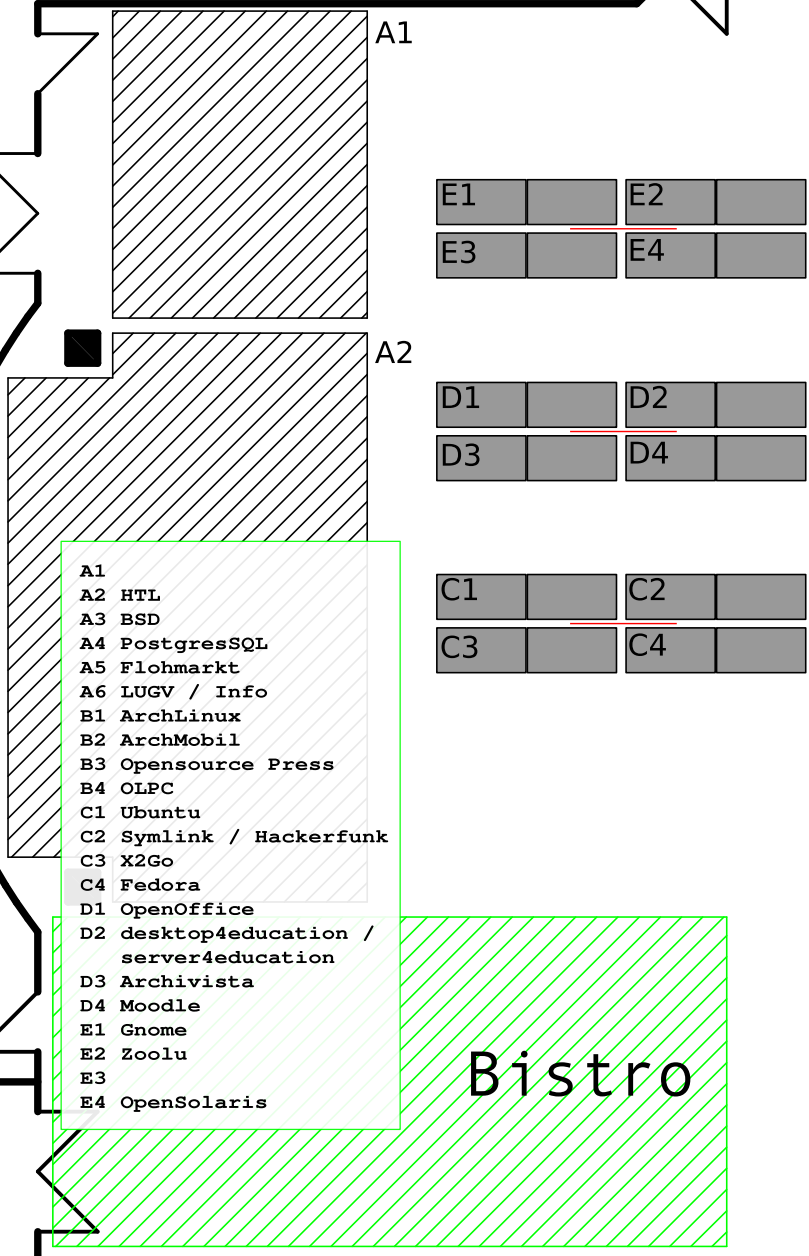 A1
E1
E2
E3
E4
A2
D1
D2
D3
D4
C1
C2
C3
C4
A1
A2 HTL
A3 BSD
A4 PostgresSQL
A5 Flohmarkt
A6 LUGV / Info
B1 ArchLinux
B2 ArchMobil
B3 Opensource Press
B4 OLPC
C1 Ubuntu
C2 Symlink / Hackerfunk
C3 X2Go
C4 Fedora
D1 OpenOffice
D2 desktop4education /
server4education
D3 Archivista
D4 Moodle
E1 Gnome
E2 Zoolu
E3
E4 OpenSolaris
Bistro